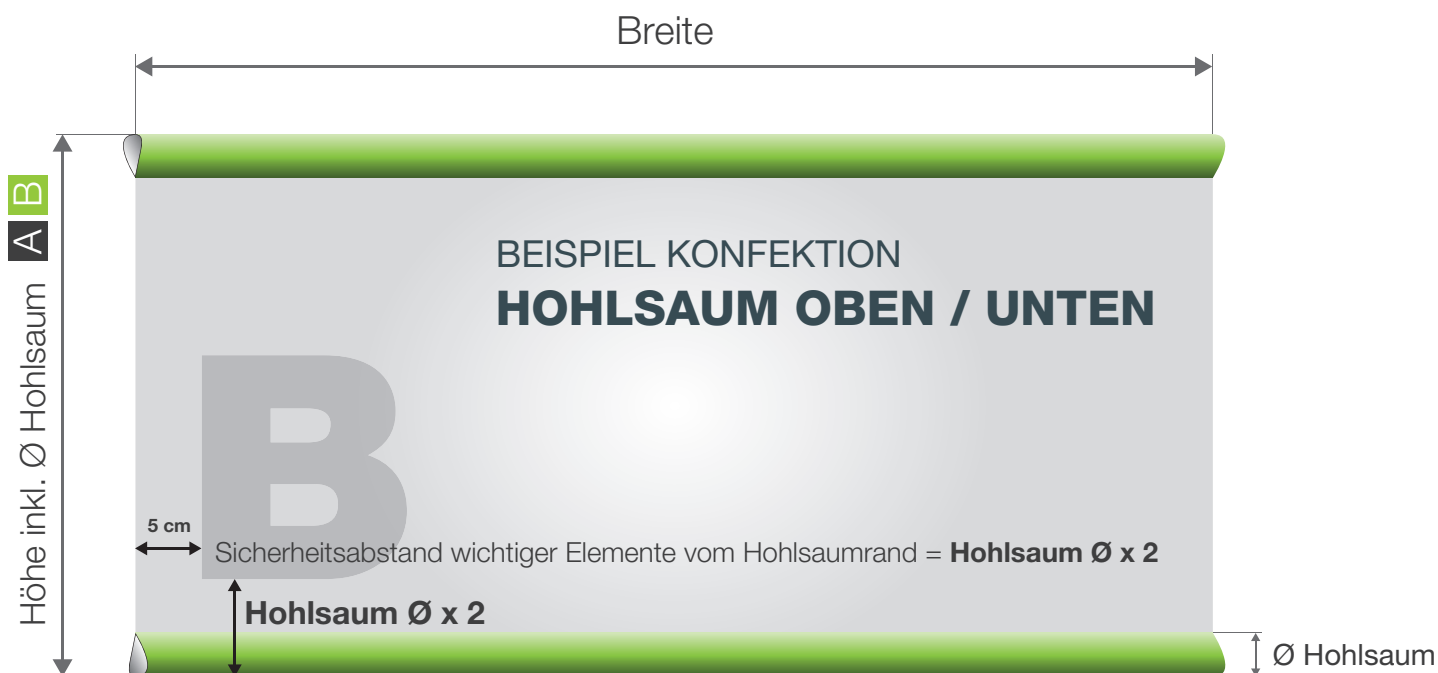 Breite
Höhe inkl. Ø Hohlsaum A B
BEISPIEL KONFEKTION
HOHLSAUM OBEN / UNTEN
B
5 cm
Sicherheitsabstand wichtiger Elemente vom Hohlsaumrand = Hohlsaum Ø x 2
Hohlsaum Ø x 2
Ø Hohlsaum